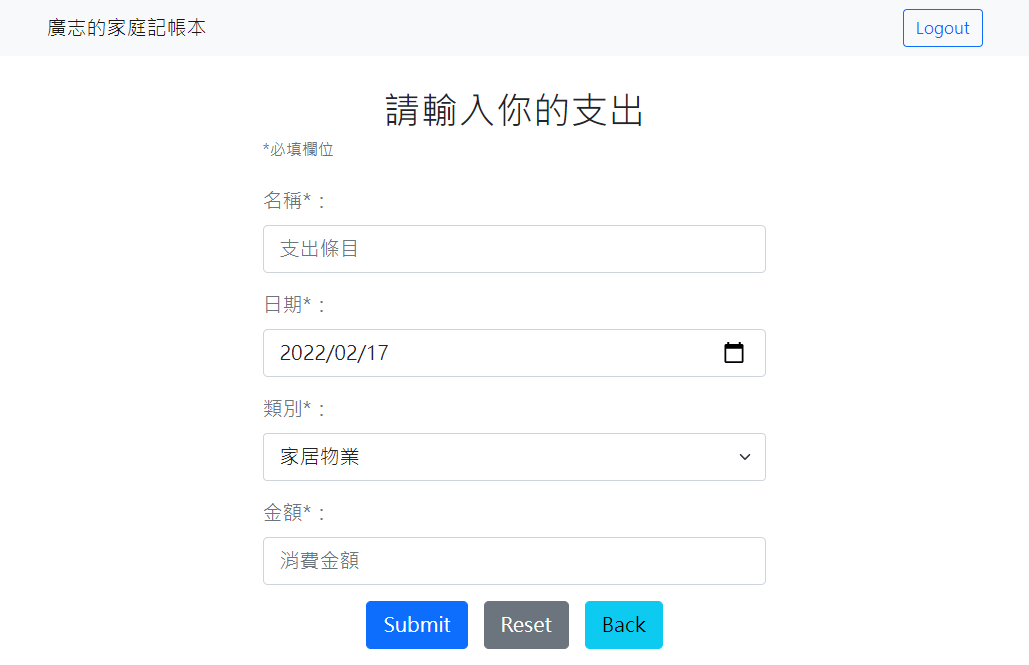 廣志的家庭記帳本
Logout
請輸入你的支出
*必填欄位
名稱*：
支出條目
日期*：
2022/02/17
類別*：
家居物業
金額*：
消費金額
Submit Reset Back